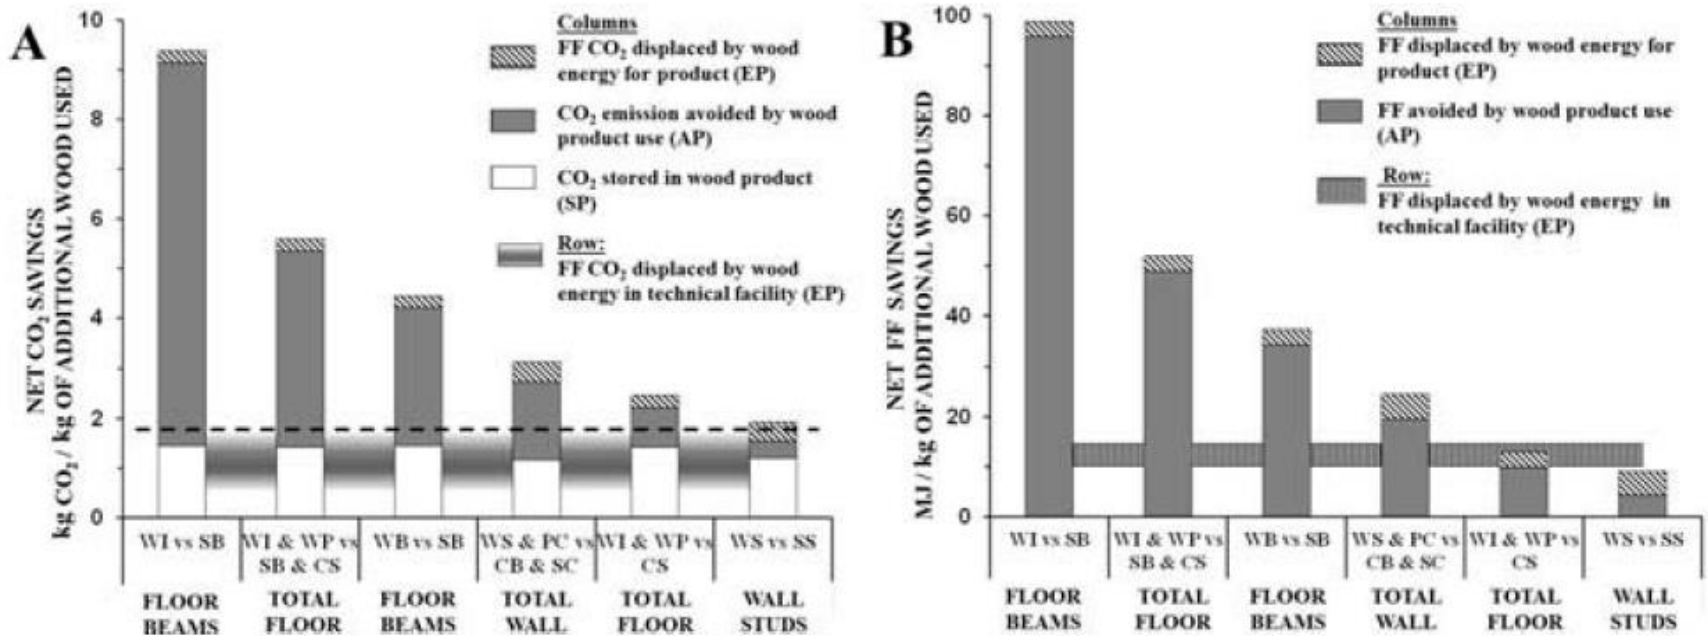 A
NET CO₂ SAVINGS
kg CO₂ / kg OF ADDITIONAL WOOD USED
10
8
6
4
2
0
Columns
FF CO₂ displaced by wood
energy for product (EP)
CO₂ emission avoided by wood
product use (AP)
CO₂ stored in wood product
(SP)
Row:
FF CO₂ displaced by wood
energy in technical facility (EP)
WI vs SB
WI & WP vs
SB & CS
WB vs SB
WS & PC vs
CB & SC
WI & WP vs
CS
WS vs SS
FLOOR
BEAMS
TOTAL
FLOOR
FLOOR
BEAMS
TOTAL
WALL
TOTAL
FLOOR
WALL
STUDS
B
NET FF SAVINGS
MJ / kg OF ADDITIONAL WOOD USED
100
80
60
40
20
0
Columns
FF displaced by wood energy for
product (EP)
FF avoided by wood product use
(AP)
Row:
FF displaced by wood energy in
technical facility (EP)
WI vs SB
WI & WP vs
SB & CS
WB vs SB
WS & PC vs
CB & SC
WI & WP vs
CS
WS vs SS
FLOOR
BEAMS
TOTAL
FLOOR
FLOOR
BEAMS
TOTAL
WALL
TOTAL
FLOOR
WALL
STUDS